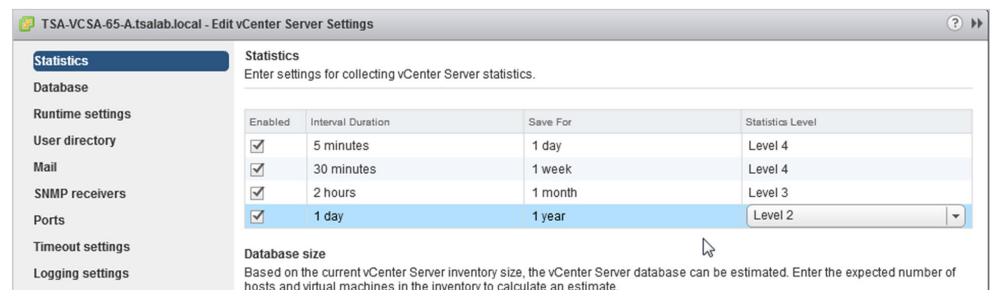 TSA-VCSA-65-A.tsalab.local - Edit vCenter Server Settings
Statistics
Database
Runtime settings
User directory
Mail
SNMP receivers
Ports
Timeout settings
Logging settings
Statistics
Enter settings for collecting vCenter Server statistics.
Enabled Interval Duration Save For Statistics Level
5 minutes 1 day Level 4
30 minutes 1 week Level 4
2 hours 1 month Level 3
1 day 1 year Level 2
Database size
Based on the current vCenter Server inventory size, the vCenter Server database can be estimated. Enter the expected number of
hosts and virtual machines in the inventory to calculate an estimate.